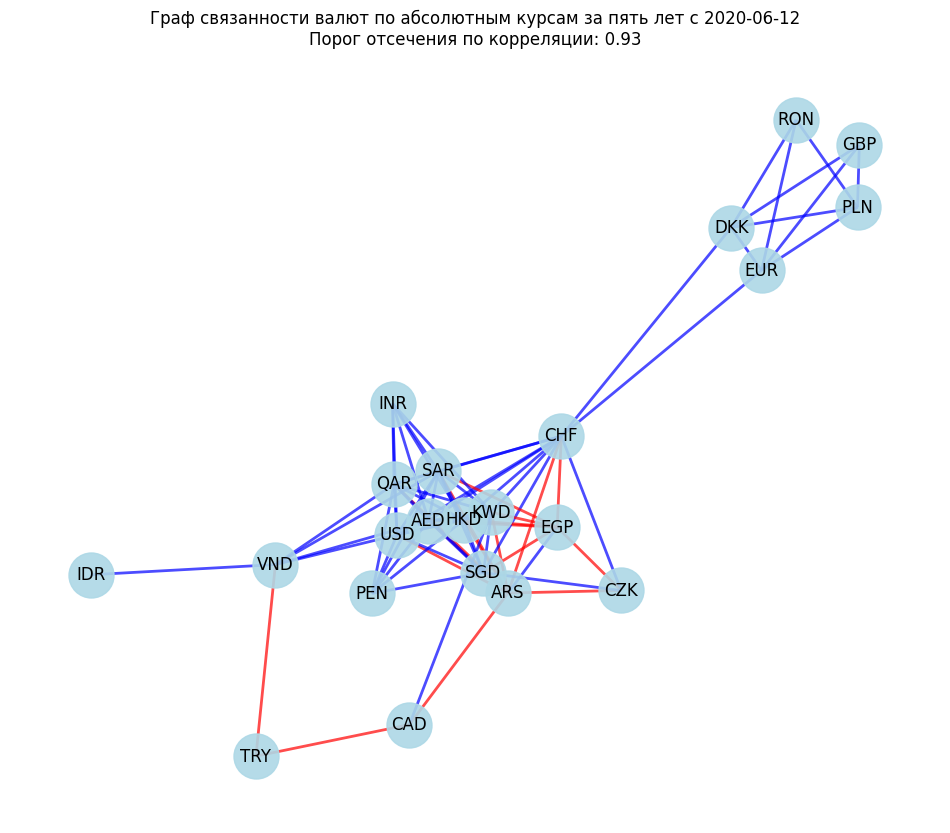 Граф связанности валют по абсолютным курсам за пять лет с 2020-06-12
Порог отсечения по корреляции: 0.93
RON
GBP
PLN
DKK
EUR
INR
CHF
SAR
QAR
KWD
HKD
AED
EGP
USD
VND
SGD
IDR
PEN
ARS
CZK
CAD
TRY